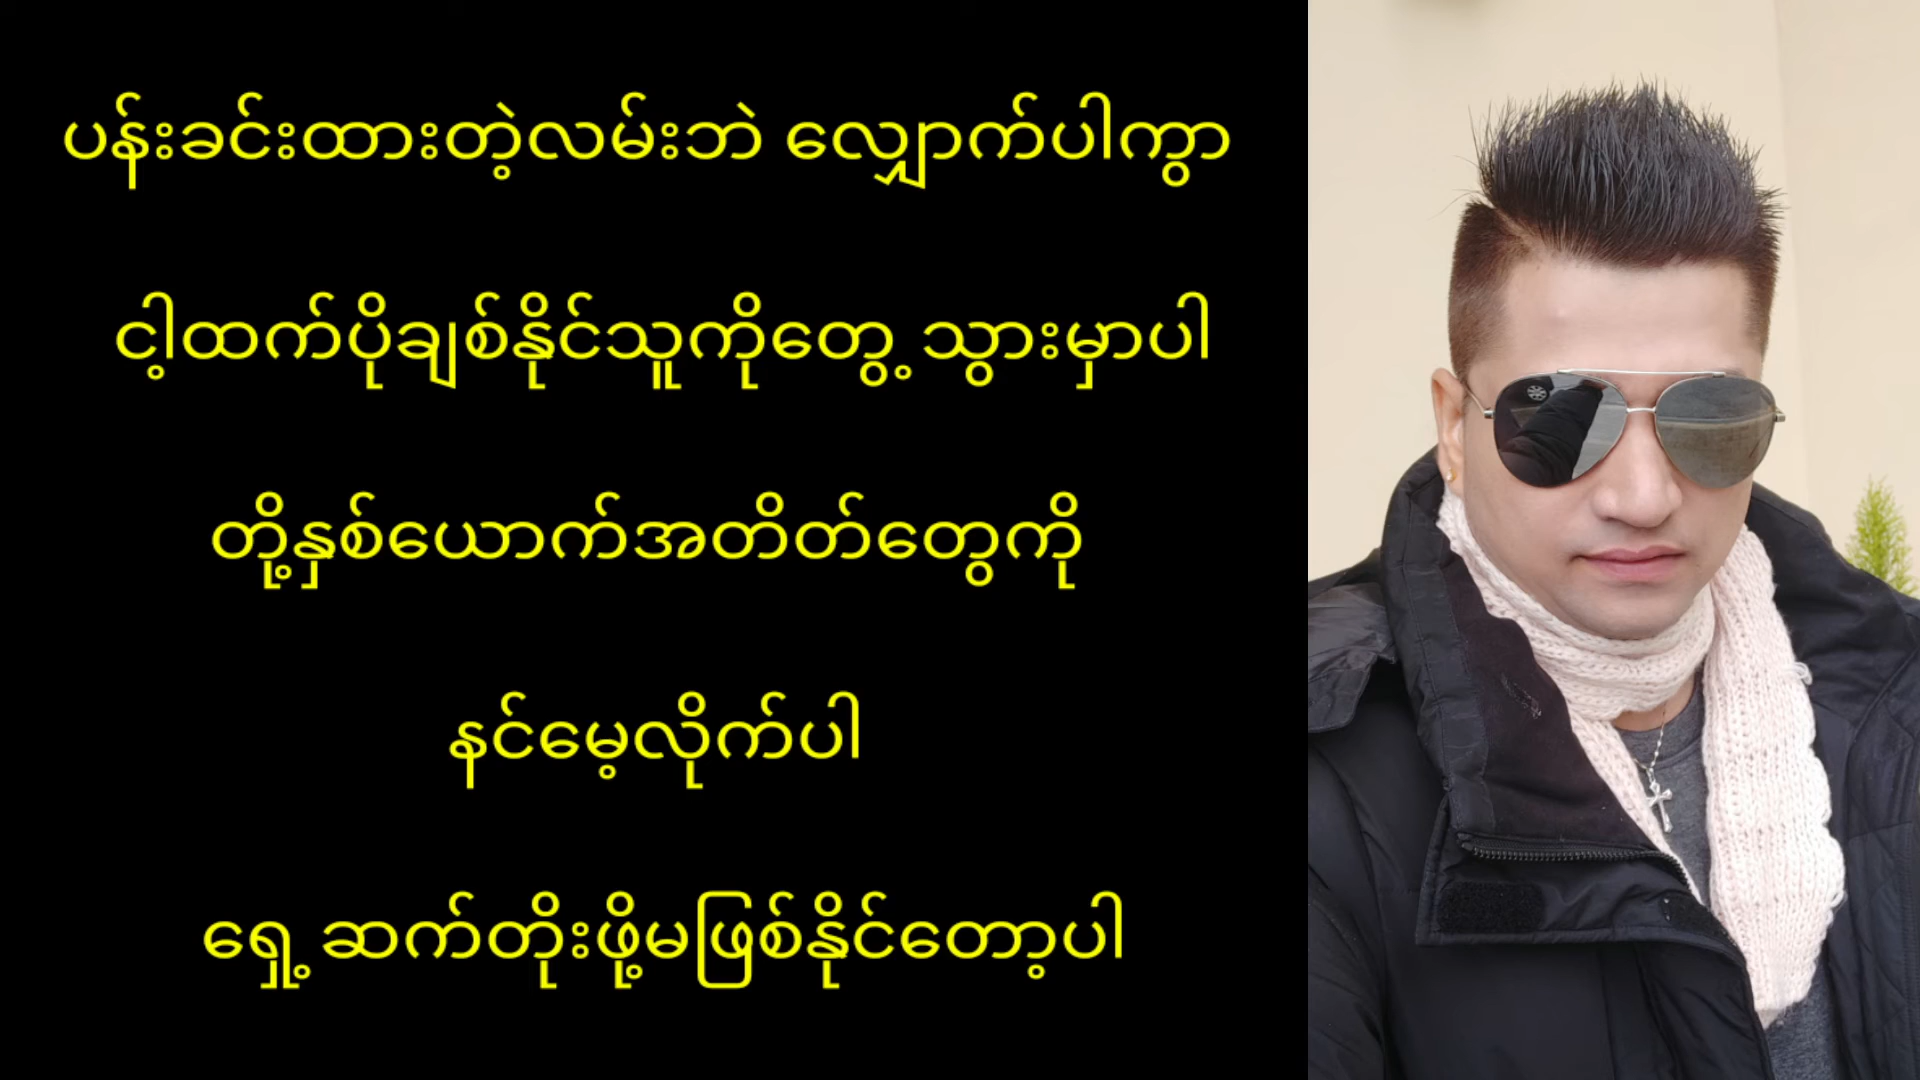 ပန်းခင်းထားတဲ့လမ်းဘဲ လျှောက်ပါကွာ
ငါ့ထက်ပိုချစ်နိုင်သူကိုတွေ့ သွားမှာပါ
တို့နှစ်ယောက်အတိတ်တွေကို
နင်မေ့လိုက်ပါ
ရှေ့ ဆက်တိုးဖို့မဖြစ်နိုင်တော့ပါ